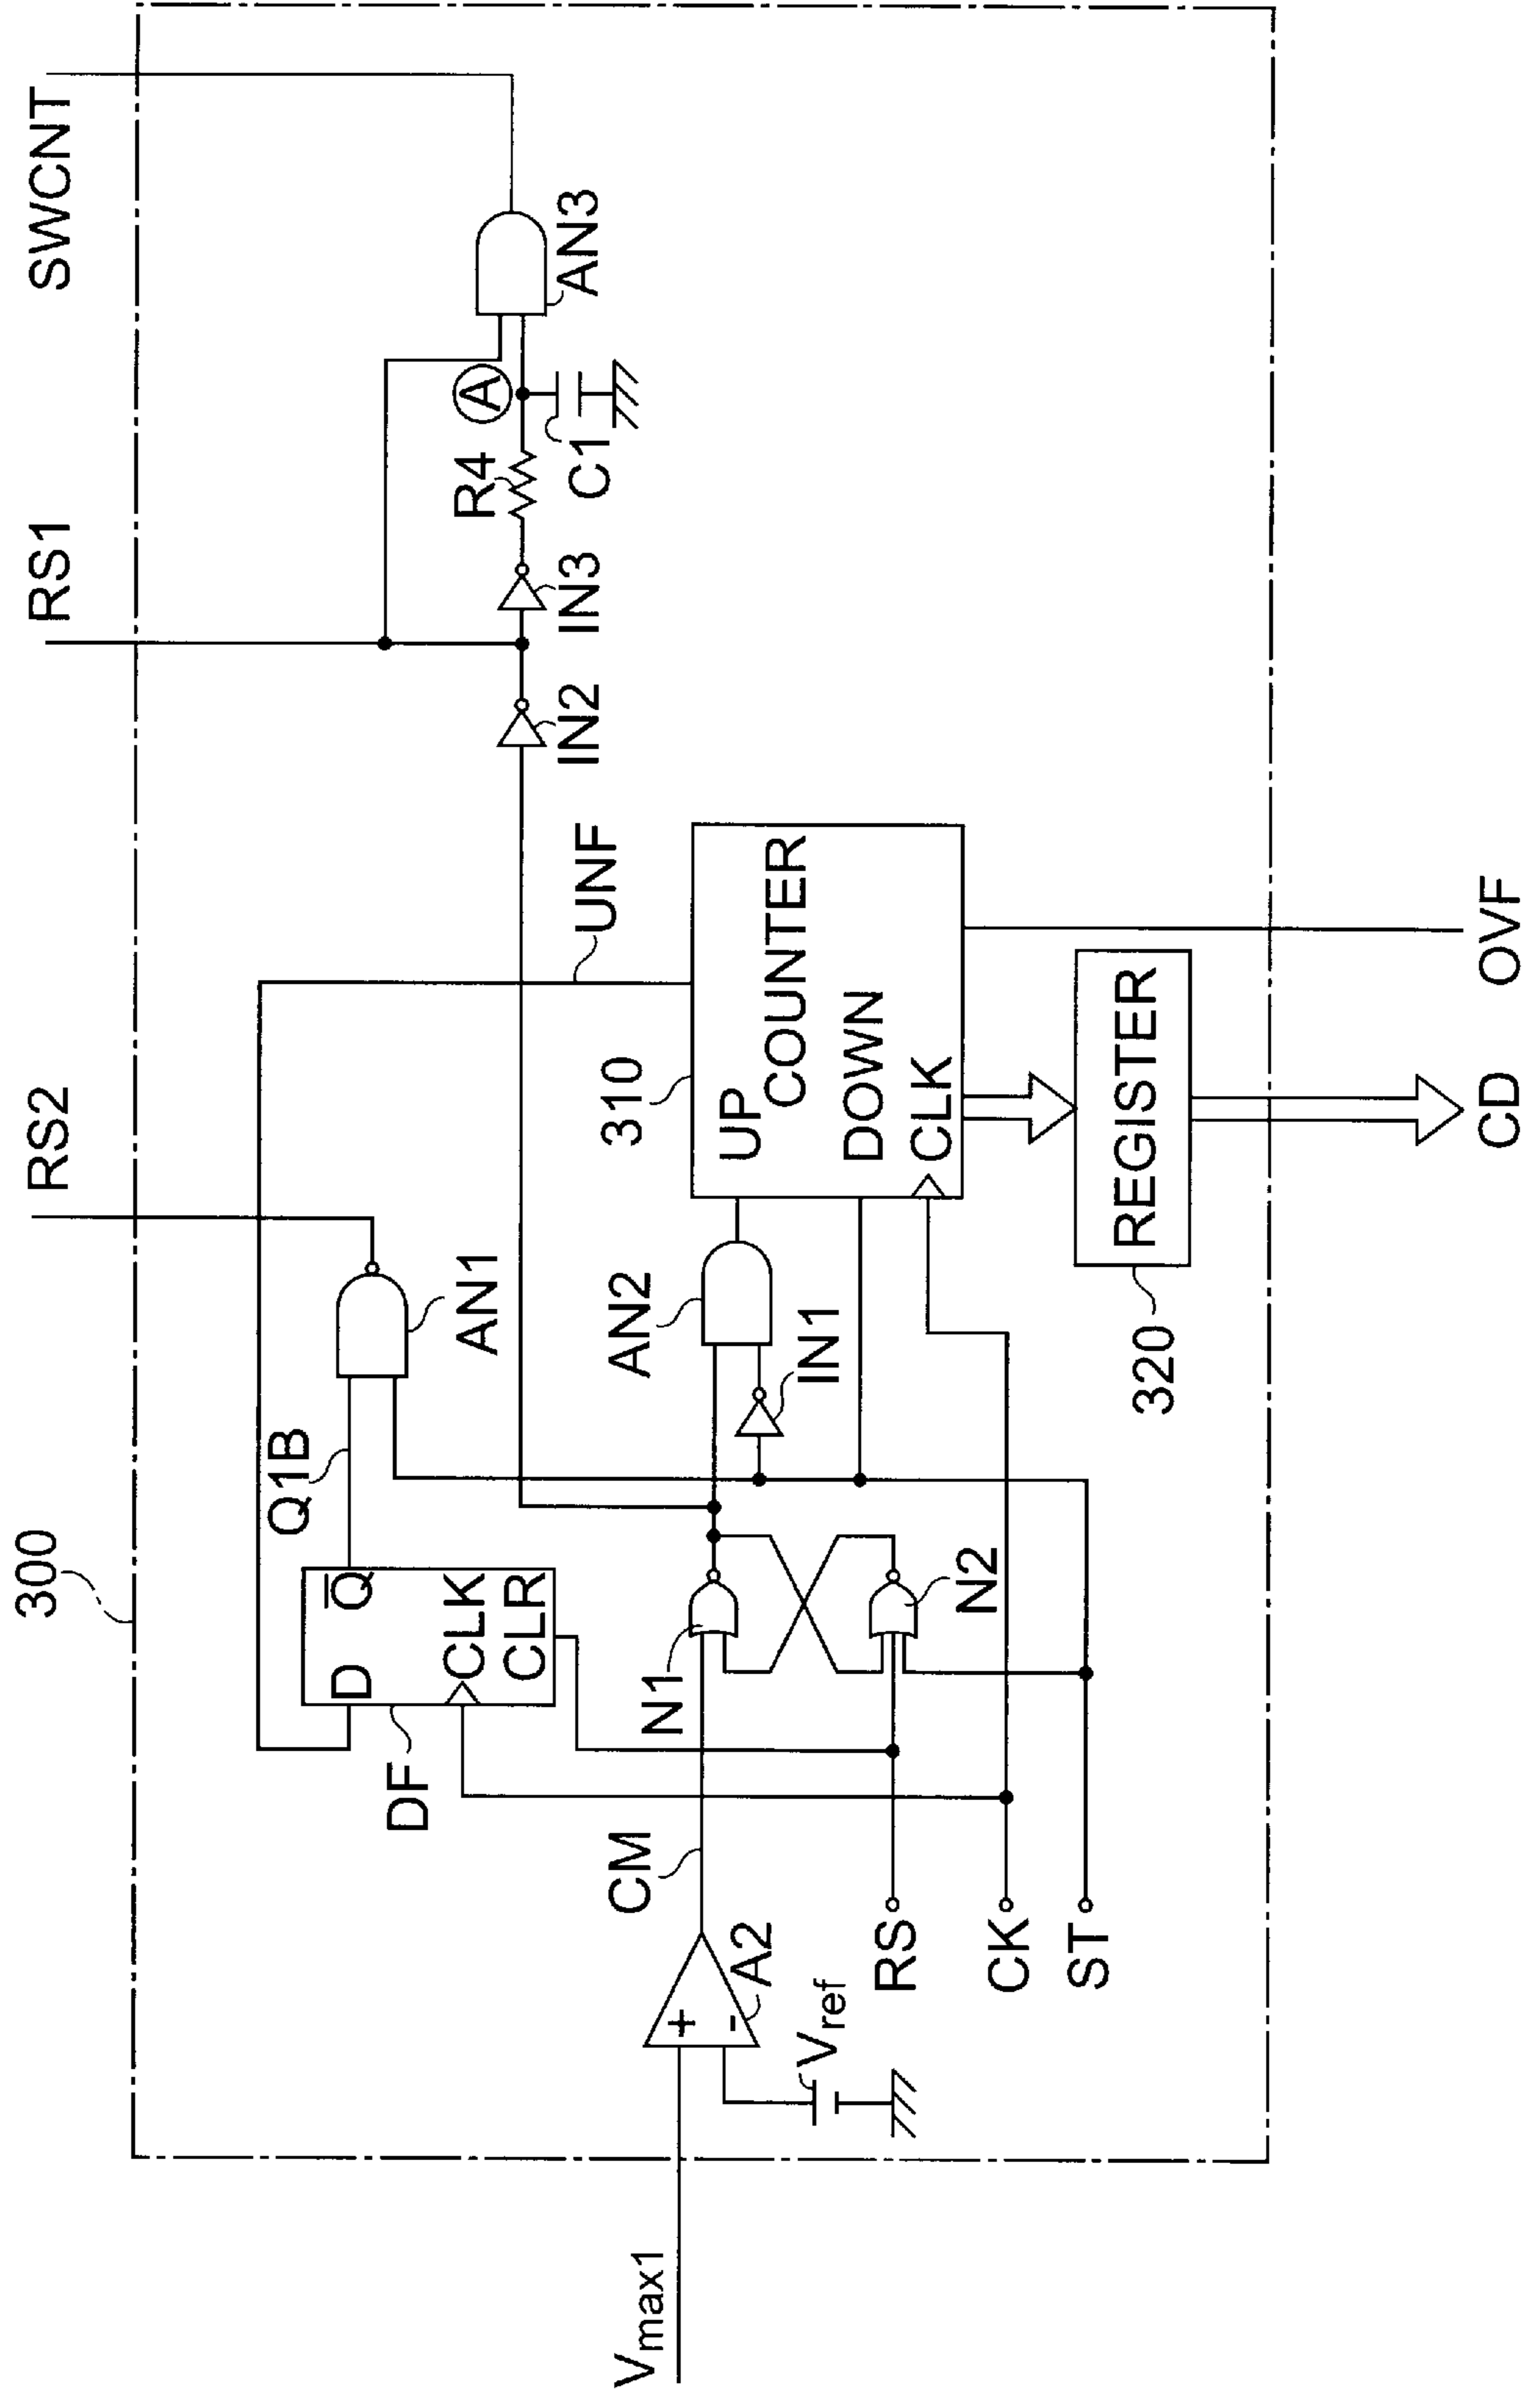 300
RS2
RS1
SWCNT
Q1B
D
Q̅
CLK
CLR
DF
AN1
UNF
R4
A
C1
IN2
IN3
AN3
Vmax1
+
-
A2
CM
Vref
N1
N2
AN2
IN1
310
UP
COUNTER
DOWN
CLK
RS
CK
ST
REGISTER
320
CD
OVF